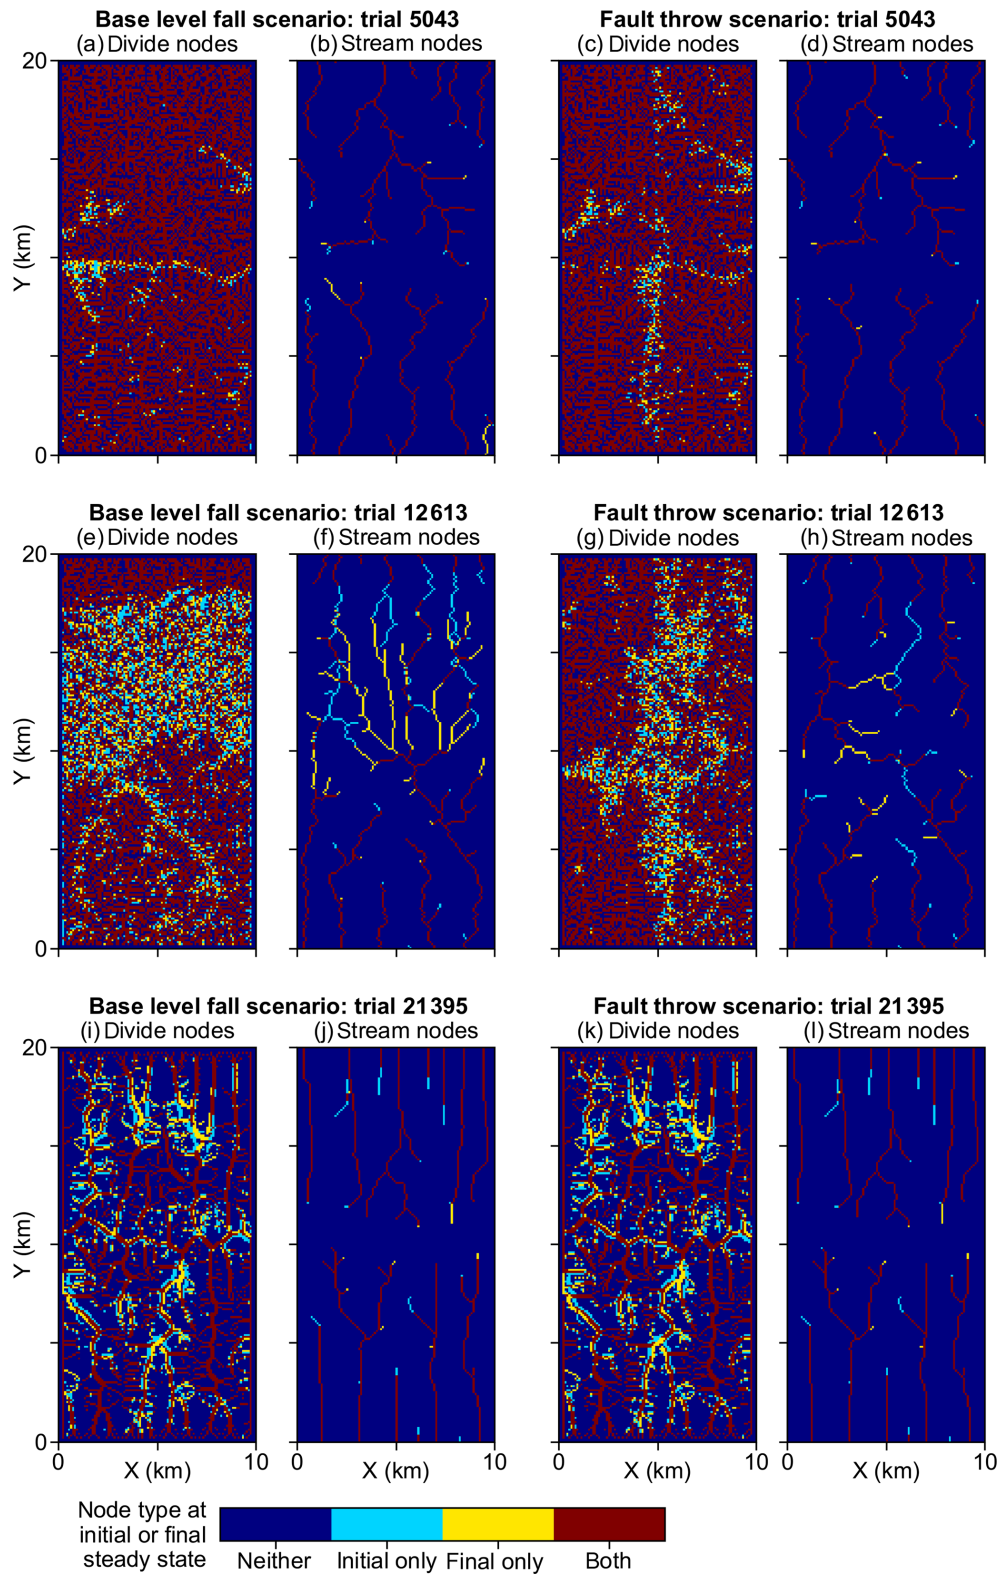 Base level fall scenario: trial 5043
Fault throw scenario: trial 5043
(a) Divide nodes
(b) Stream nodes
(c) Divide nodes
(d) Stream nodes
20
Y (km)
0
Base level fall scenario: trial 12613
Fault throw scenario: trial 12613
(e) Divide nodes
(f) Stream nodes
(g) Divide nodes
(h) Stream nodes
20
Y (km)
0
Base level fall scenario: trial 21395
Fault throw scenario: trial 21395
(i) Divide nodes
(j) Stream nodes
(k) Divide nodes
(l) Stream nodes
20
Y (km)
0
0 X (km) 10
0 X (km) 10
0 X (km) 10
0 X (km) 10
Node type at
initial or final
steady state
Neither Initial only Final only Both